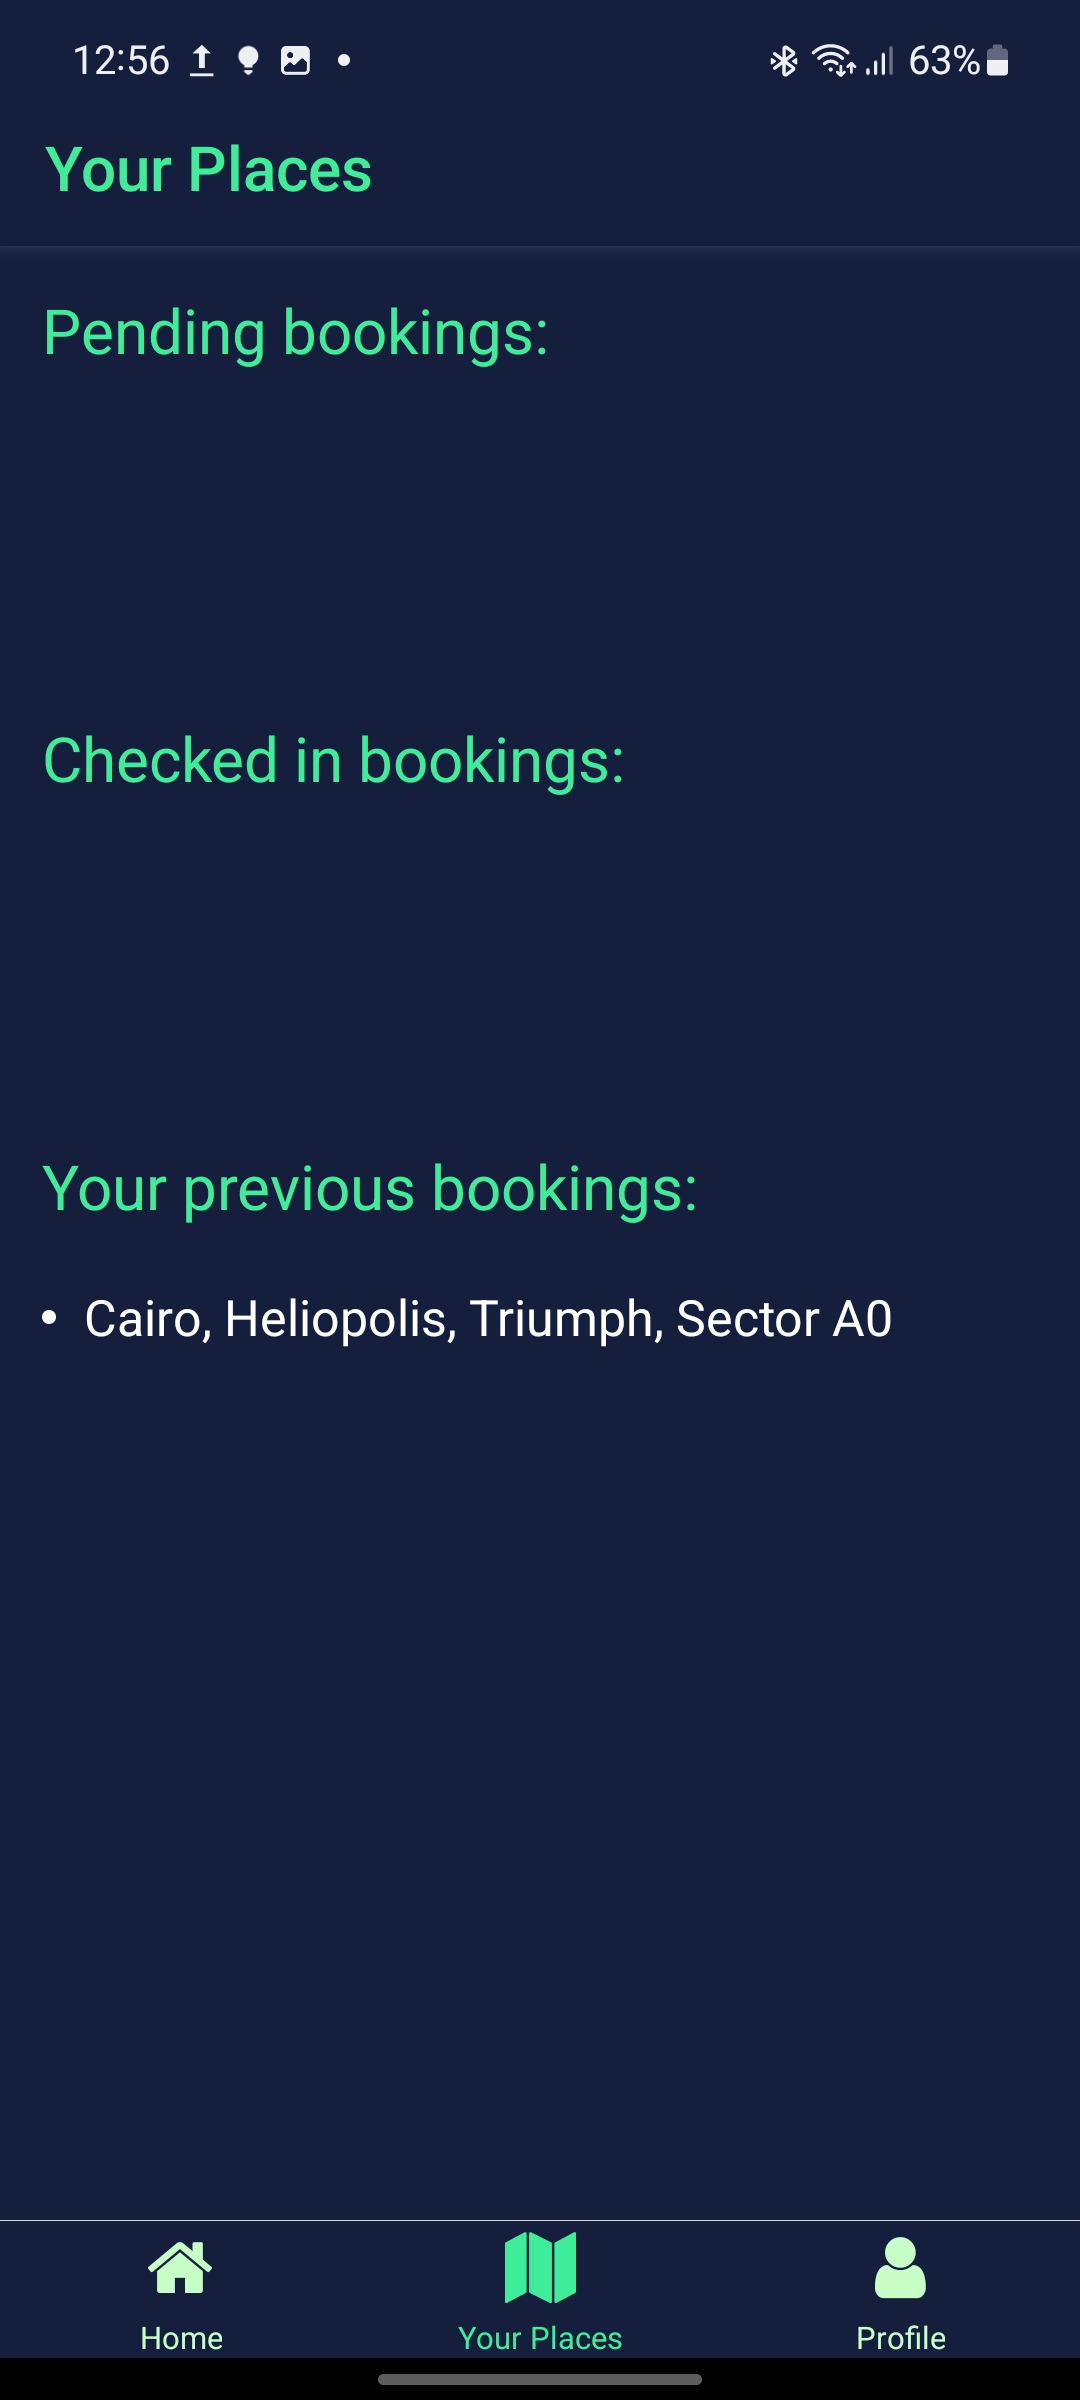 12:56
63%
Your Places
Pending bookings:
Checked in bookings:
Your previous bookings:
• Cairo, Heliopolis, Triumph, Sector A0
Home
Your Places
Profile